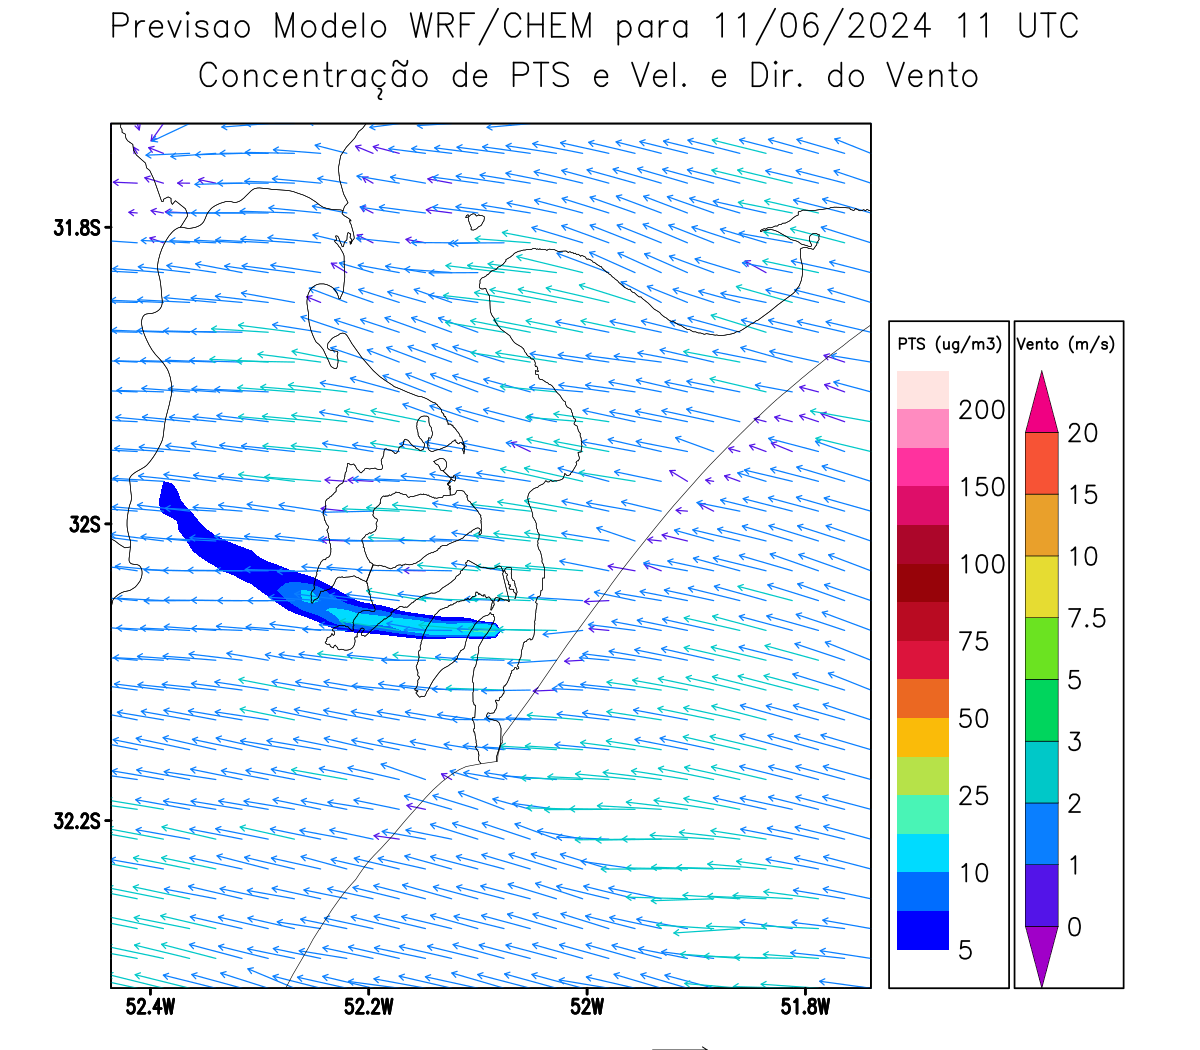 Previsao Modelo WRF/CHEM para 11/06/2024 11 UTC
Concentração de PTS e Vel. e Dir. do Vento
31.8S
32S
32.2S
52.4W 52.2W 52W 51.8W
PTS (ug/m3)
200
150
100
75
50
25
10
5
Vento (m/s)
20
15
10
7.5
5
3
2
1
0